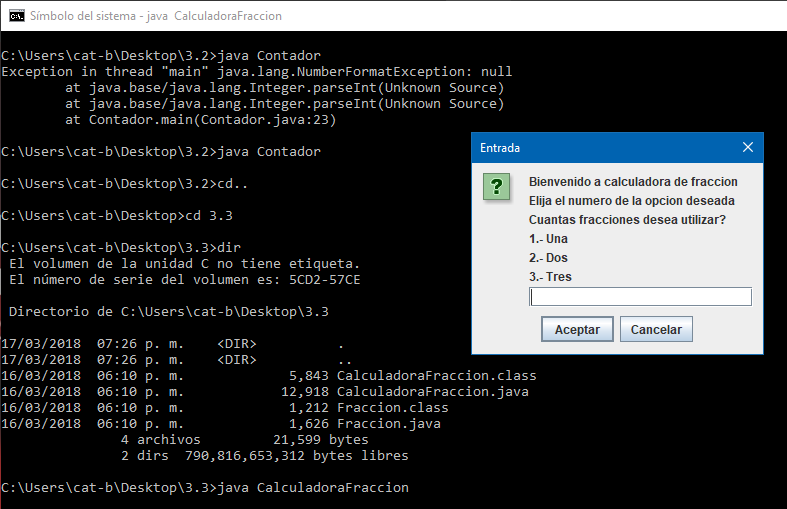 Símbolo del sistema - java  CalculadoraFraccion
C:\Users\cat-b\Desktop\3.2>java Contador
Exception in thread "main" java.lang.NumberFormatException: null
        at java.base/java.lang.Integer.parseInt(Unknown Source)
        at java.base/java.lang.Integer.parseInt(Unknown Source)
        at Contador.main(Contador.java:23)
C:\Users\cat-b\Desktop\3.2>java Contador
C:\Users\cat-b\Desktop\3.2>cd..
C:\Users\cat-b\Desktop>cd 3.3
C:\Users\cat-b\Desktop\3.3>dir
 El volumen de la unidad C no tiene etiqueta.
 El número de serie del volumen es: 5CD2-57CE
 Directorio de C:\Users\cat-b\Desktop\3.3
17/03/2018  07:26 p. m.    <DIR>          .
17/03/2018  07:26 p. m.    <DIR>          ..
16/03/2018  06:10 p. m.             5,843 CalculadoraFraccion.class
16/03/2018  06:10 p. m.            12,918 CalculadoraFraccion.java
16/03/2018  06:10 p. m.             1,212 Fraccion.class
16/03/2018  06:10 p. m.             1,626 Fraccion.java
               4 archivos         21,599 bytes
               2 dirs  790,816,653,312 bytes libres
C:\Users\cat-b\Desktop\3.3>java CalculadoraFraccion
Entrada
Bienvenido a calculadora de fraccion
Elija el numero de la opcion deseada
Cuantas fracciones desea utilizar?
1.- Una
2.- Dos
3.- Tres
Aceptar Cancelar